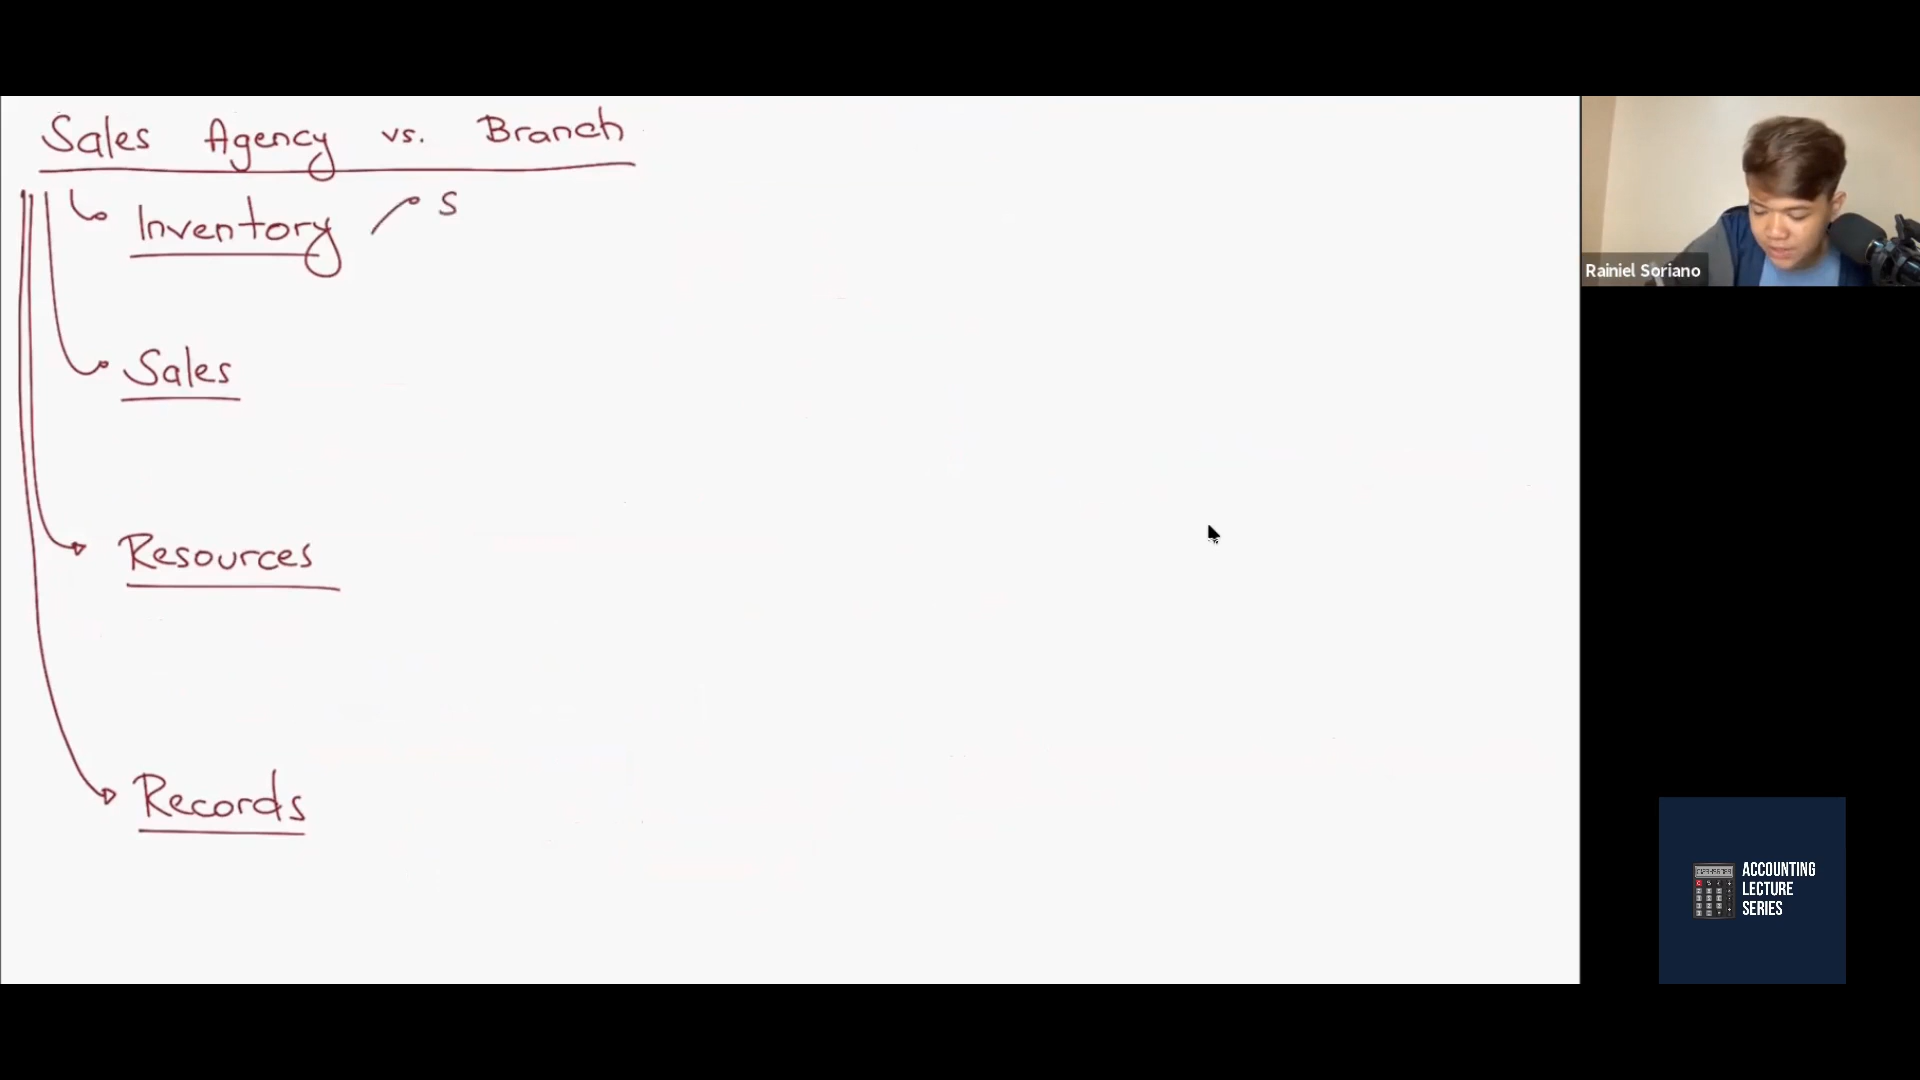 Sales Agency vs. Branch
Inventory S
Sales
Resources
Records
Rainiel Soriano
ACCOUNTING
LECTURE
SERIES